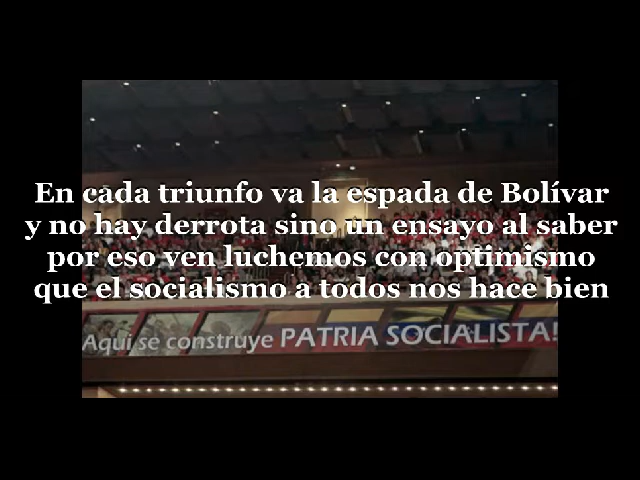 En cada triunfo va la espada de Bolívar
y no hay derrota sino un ensayo al saber
por eso ven luchemos con optimismo
que el socialismo a todos nos hace bien
Aquí se construye PATRIA SOCIALISTA!